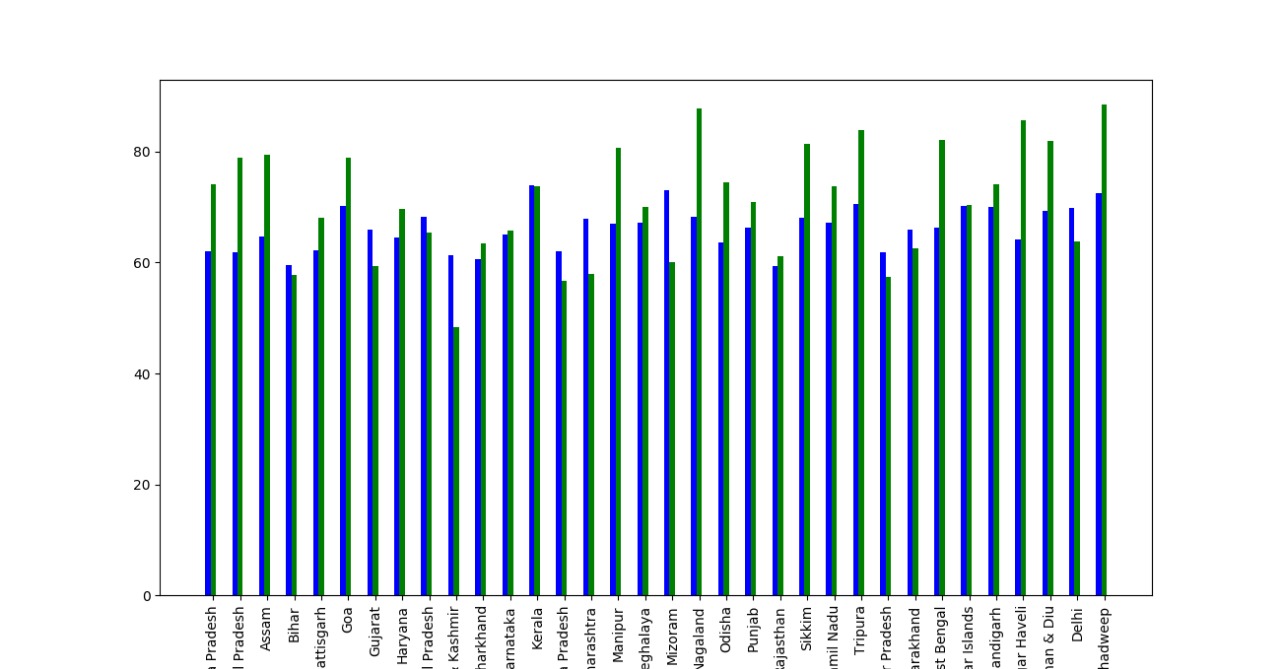 80
60
40
20
0
Pradesh
Pradesh
Assam
Bihar
attisgarh
Goa
Gujarat
Haryana
Pradesh
Kashmir
harkhand
arnataka
Kerala
Pradesh
harashtra
Manipur
eghalaya
Mizoram
Nagaland
Odisha
Punjab
ajasthan
Sikkim
mil Nadu
Tripura
Pradesh
arakhand
st Bengal
ar Islands
andigarh
ar Haveli
an & Diu
Delhi
hadweep